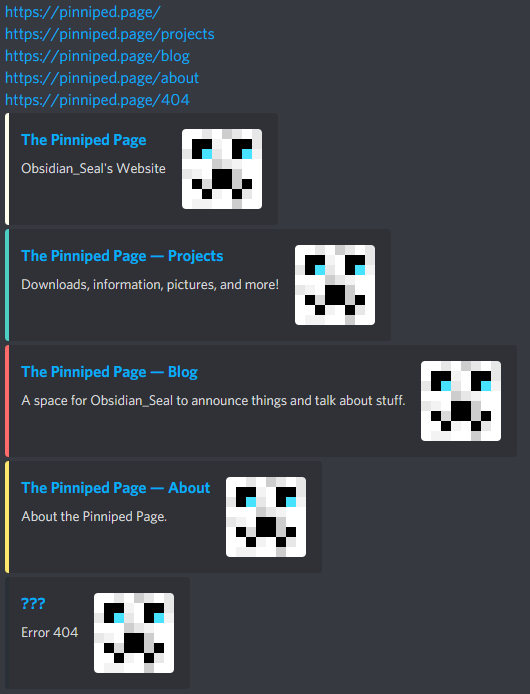 https://pinniped.page/
https://pinniped.page/projects
https://pinniped.page/blog
https://pinniped.page/about
https://pinniped.page/404
The Pinniped Page
Obsidian_Seal's Website
The Pinniped Page — Projects
Downloads, information, pictures, and more!
The Pinniped Page — Blog
A space for Obsidian_Seal to announce things and talk about stuff.
The Pinniped Page — About
About the Pinniped Page.
???
Error 404